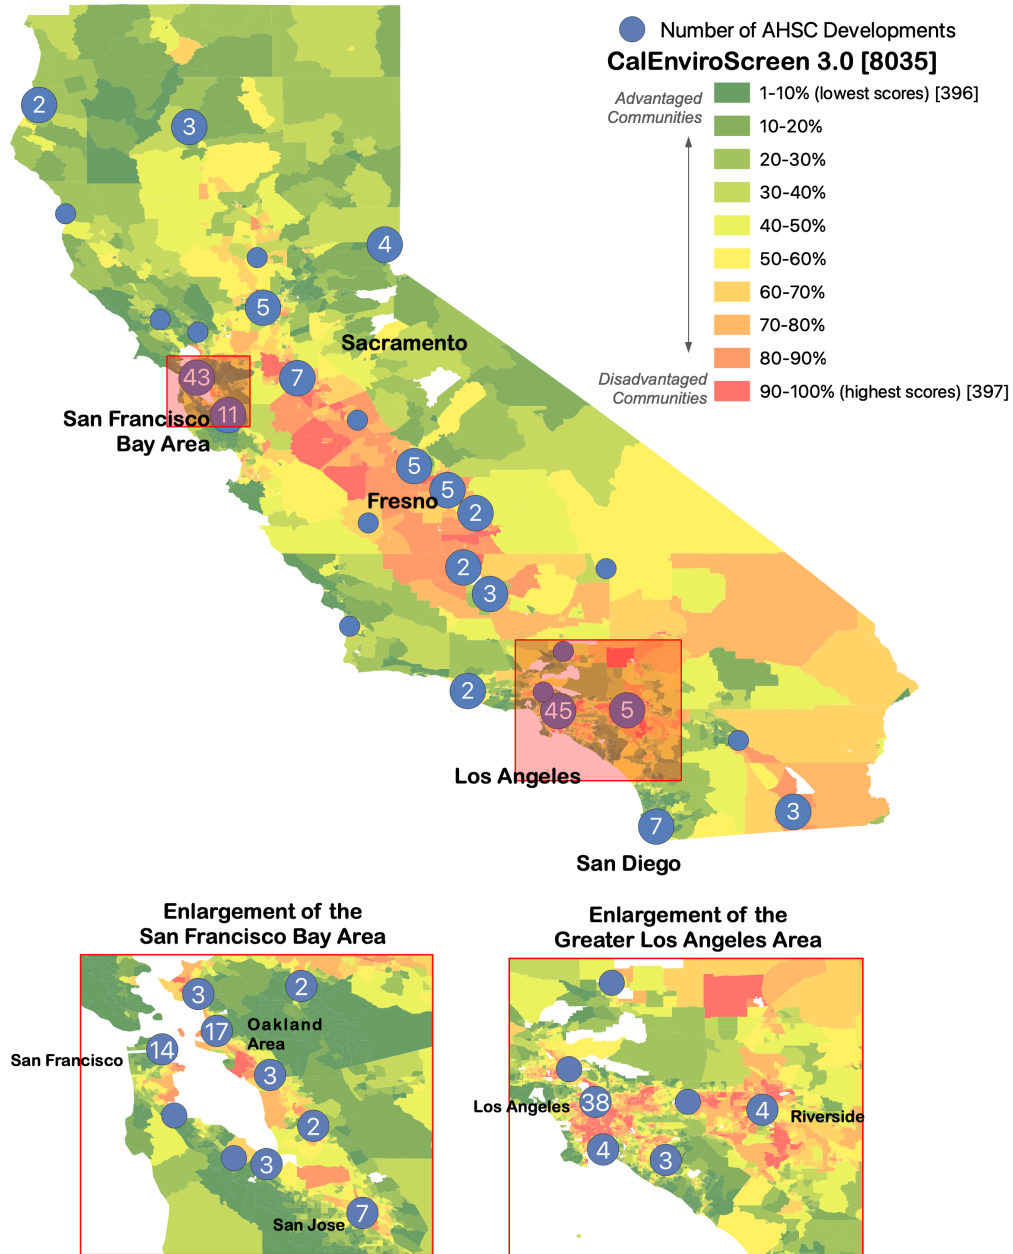 Number of AHSC Developments
CalEnviroScreen 3.0 [8035]
Advantaged
Communities
1-10% (lowest scores) [396]
10-20%
20-30%
30-40%
40-50%
50-60%
60-70%
70-80%
80-90%
Disadvantaged
Communities
90-100% (highest scores) [397]
2
3
4
5
Sacramento
43
7
11
San Francisco
Bay Area
5
5
Fresno
2
2
3
2
45
5
Los Angeles
3
7
San Diego
Enlargement of the
San Francisco Bay Area
3
2
17
Oakland
Area
14
San Francisco
3
2
3
7
San Jose
Enlargement of the
Greater Los Angeles Area
38
Los Angeles
4
Riverside
4
3